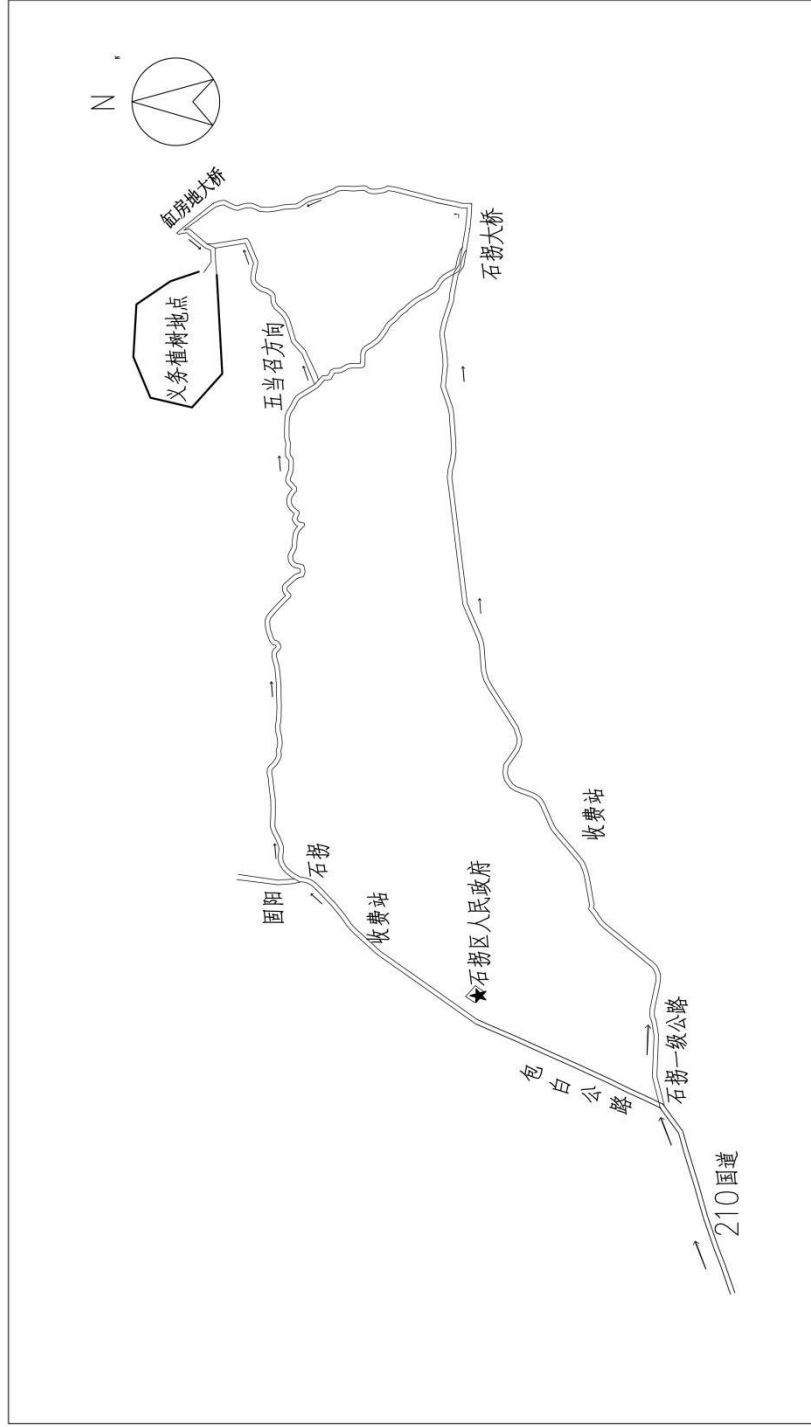 N
缸房地大桥
义务植树地点
五当召方向
石拐大桥
固阳
石拐
收费站
石拐区人民政府
收费站
包白公路
石拐一级公路
210国道